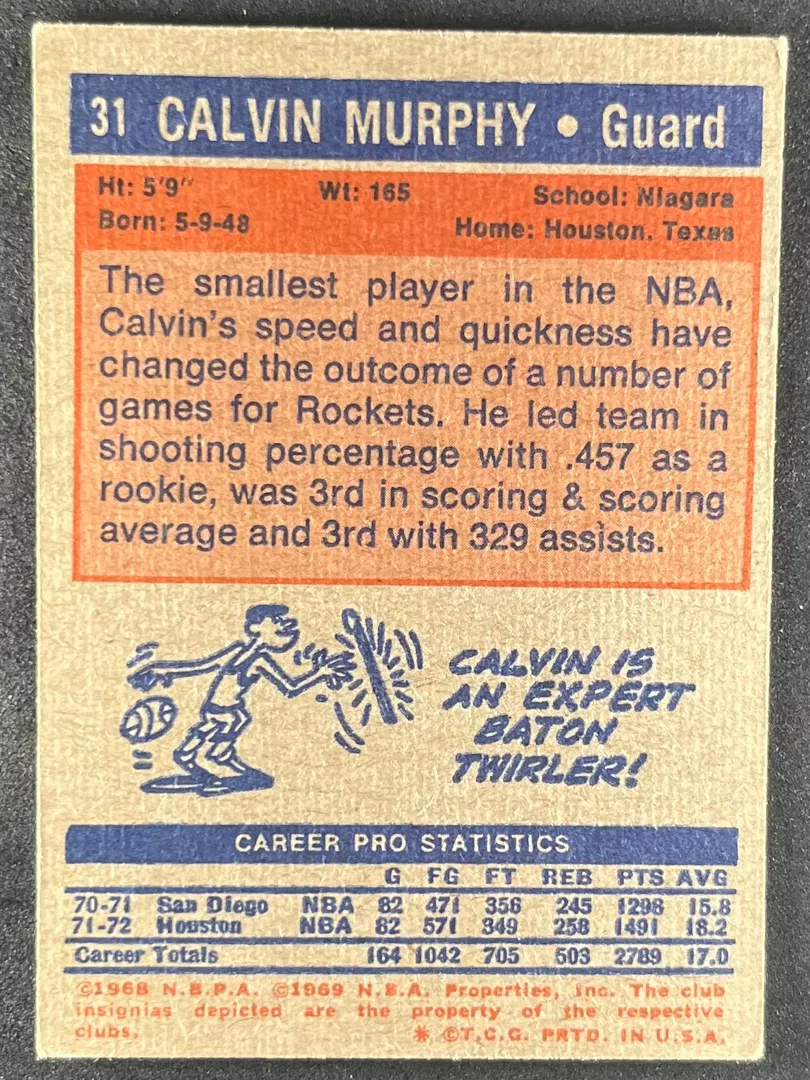 31 CALVIN MURPHY • Guard
Ht: 5'9" Wt: 165 School: Niagara
Born: 5-9-48 Home: Houston, Texas
The smallest player in the NBA,
Calvin's speed and quickness have
changed the outcome of a number of
games for Rockets. He led team in
shooting percentage with .457 as a
rookie, was 3rd in scoring & scoring
average and 3rd with 329 assists.
CALVIN IS
AN EXPERT
BATON
TWIRLER!
CAREER PRO STATISTICS
G FG FT REB PTS AVG
70-71 San Diego NBA 82 471 356 245 1298 15.8
71-72 Houston NBA 82 571 349 258 1491 18.2
Career Totals 164 1042 705 503 2789 17.0
©1968 N.B.P.A. ©1969 N.B.A. Properties, Inc. The club
insignias depicted are the property of the respective
clubs. * ©T.C.G. PRTD. IN U.S.A.